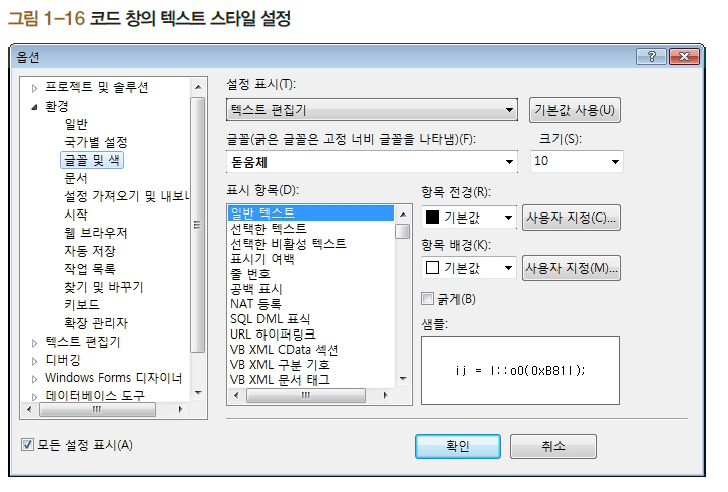 그림 1-16 코드 창의 텍스트 스타일 설정
옵션
프로젝트 및 솔루션
환경
일반
국가별 설정
글꼴 및 색
문서
설정 가져오기 및 내보니
시작
웹 브라우저
자동 저장
작업 목록
찾기 및 바꾸기
키보드
확장 관리자
텍스트 편집기
디버깅
Windows Forms 디자이너
데이터베이스 도구
모든 설정 표시(A)
설정 표시(T):
텍스트 편집기
기본값 사용(U)
글꼴(굵은 글꼴은 고정 너비 글꼴을 나타냄)(F):
크기(S):
돋움체
10
표시 항목(D):
일반 텍스트
선택한 텍스트
선택한 비활성 텍스트
표시기 여백
줄 번호
공백 표시
NAT 등록
SQL DML 표식
URL 하이퍼링크
VB XML CData 섹션
VB XML 구분 기호
VB XML 문서 태그
항목 전경(R):
기본값
사용자 지정(C)...
항목 배경(K):
기본값
사용자 지정(M)...
굵게(B)
샘플:
ij = I::oO(0xB81l);
확인
취소